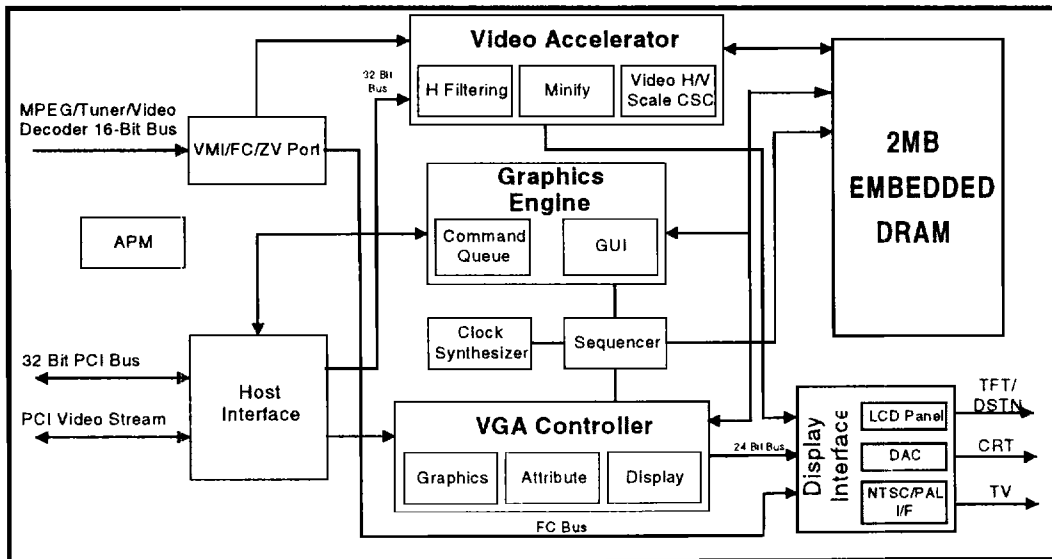 Video Accelerator
32 Bit
Bus
H Filtering
Minify
Video H/V
Scale CSC
MPEG/Tuner/Video
Decoder 16-Bit Bus
VMI/FC/ZV Port
2MB
EMBEDDED
DRAM
Graphics
Engine
Command
Queue
GUI
APM
Clock
Synthesizer
Sequencer
32 Bit PCI Bus
PCI Video Stream
Host
Interface
VGA Controller
Graphics
Attribute
Display
24 Bit Bus
FC Bus
Display
Interface
LCD Panel
DAC
NTSC/PAL
I/F
TFT/
DSTN
CRT
TV